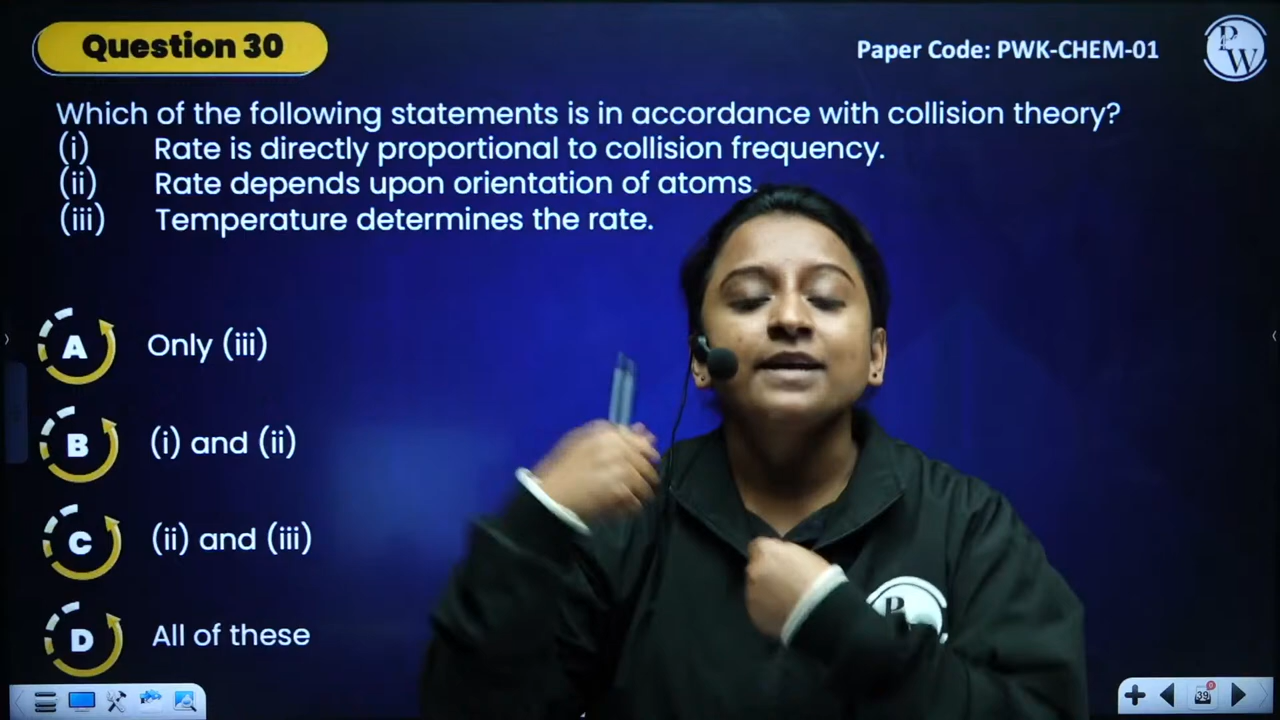 Question 30
Paper Code: PWK-CHEM-01
PW
Which of the following statements is in accordance with collision theory?
(i) Rate is directly proportional to collision frequency.
(ii) Rate depends upon orientation of atoms.
(iii) Temperature determines the rate.
A Only (iii)
B (i) and (ii)
C (ii) and (iii)
D All of these
P
39